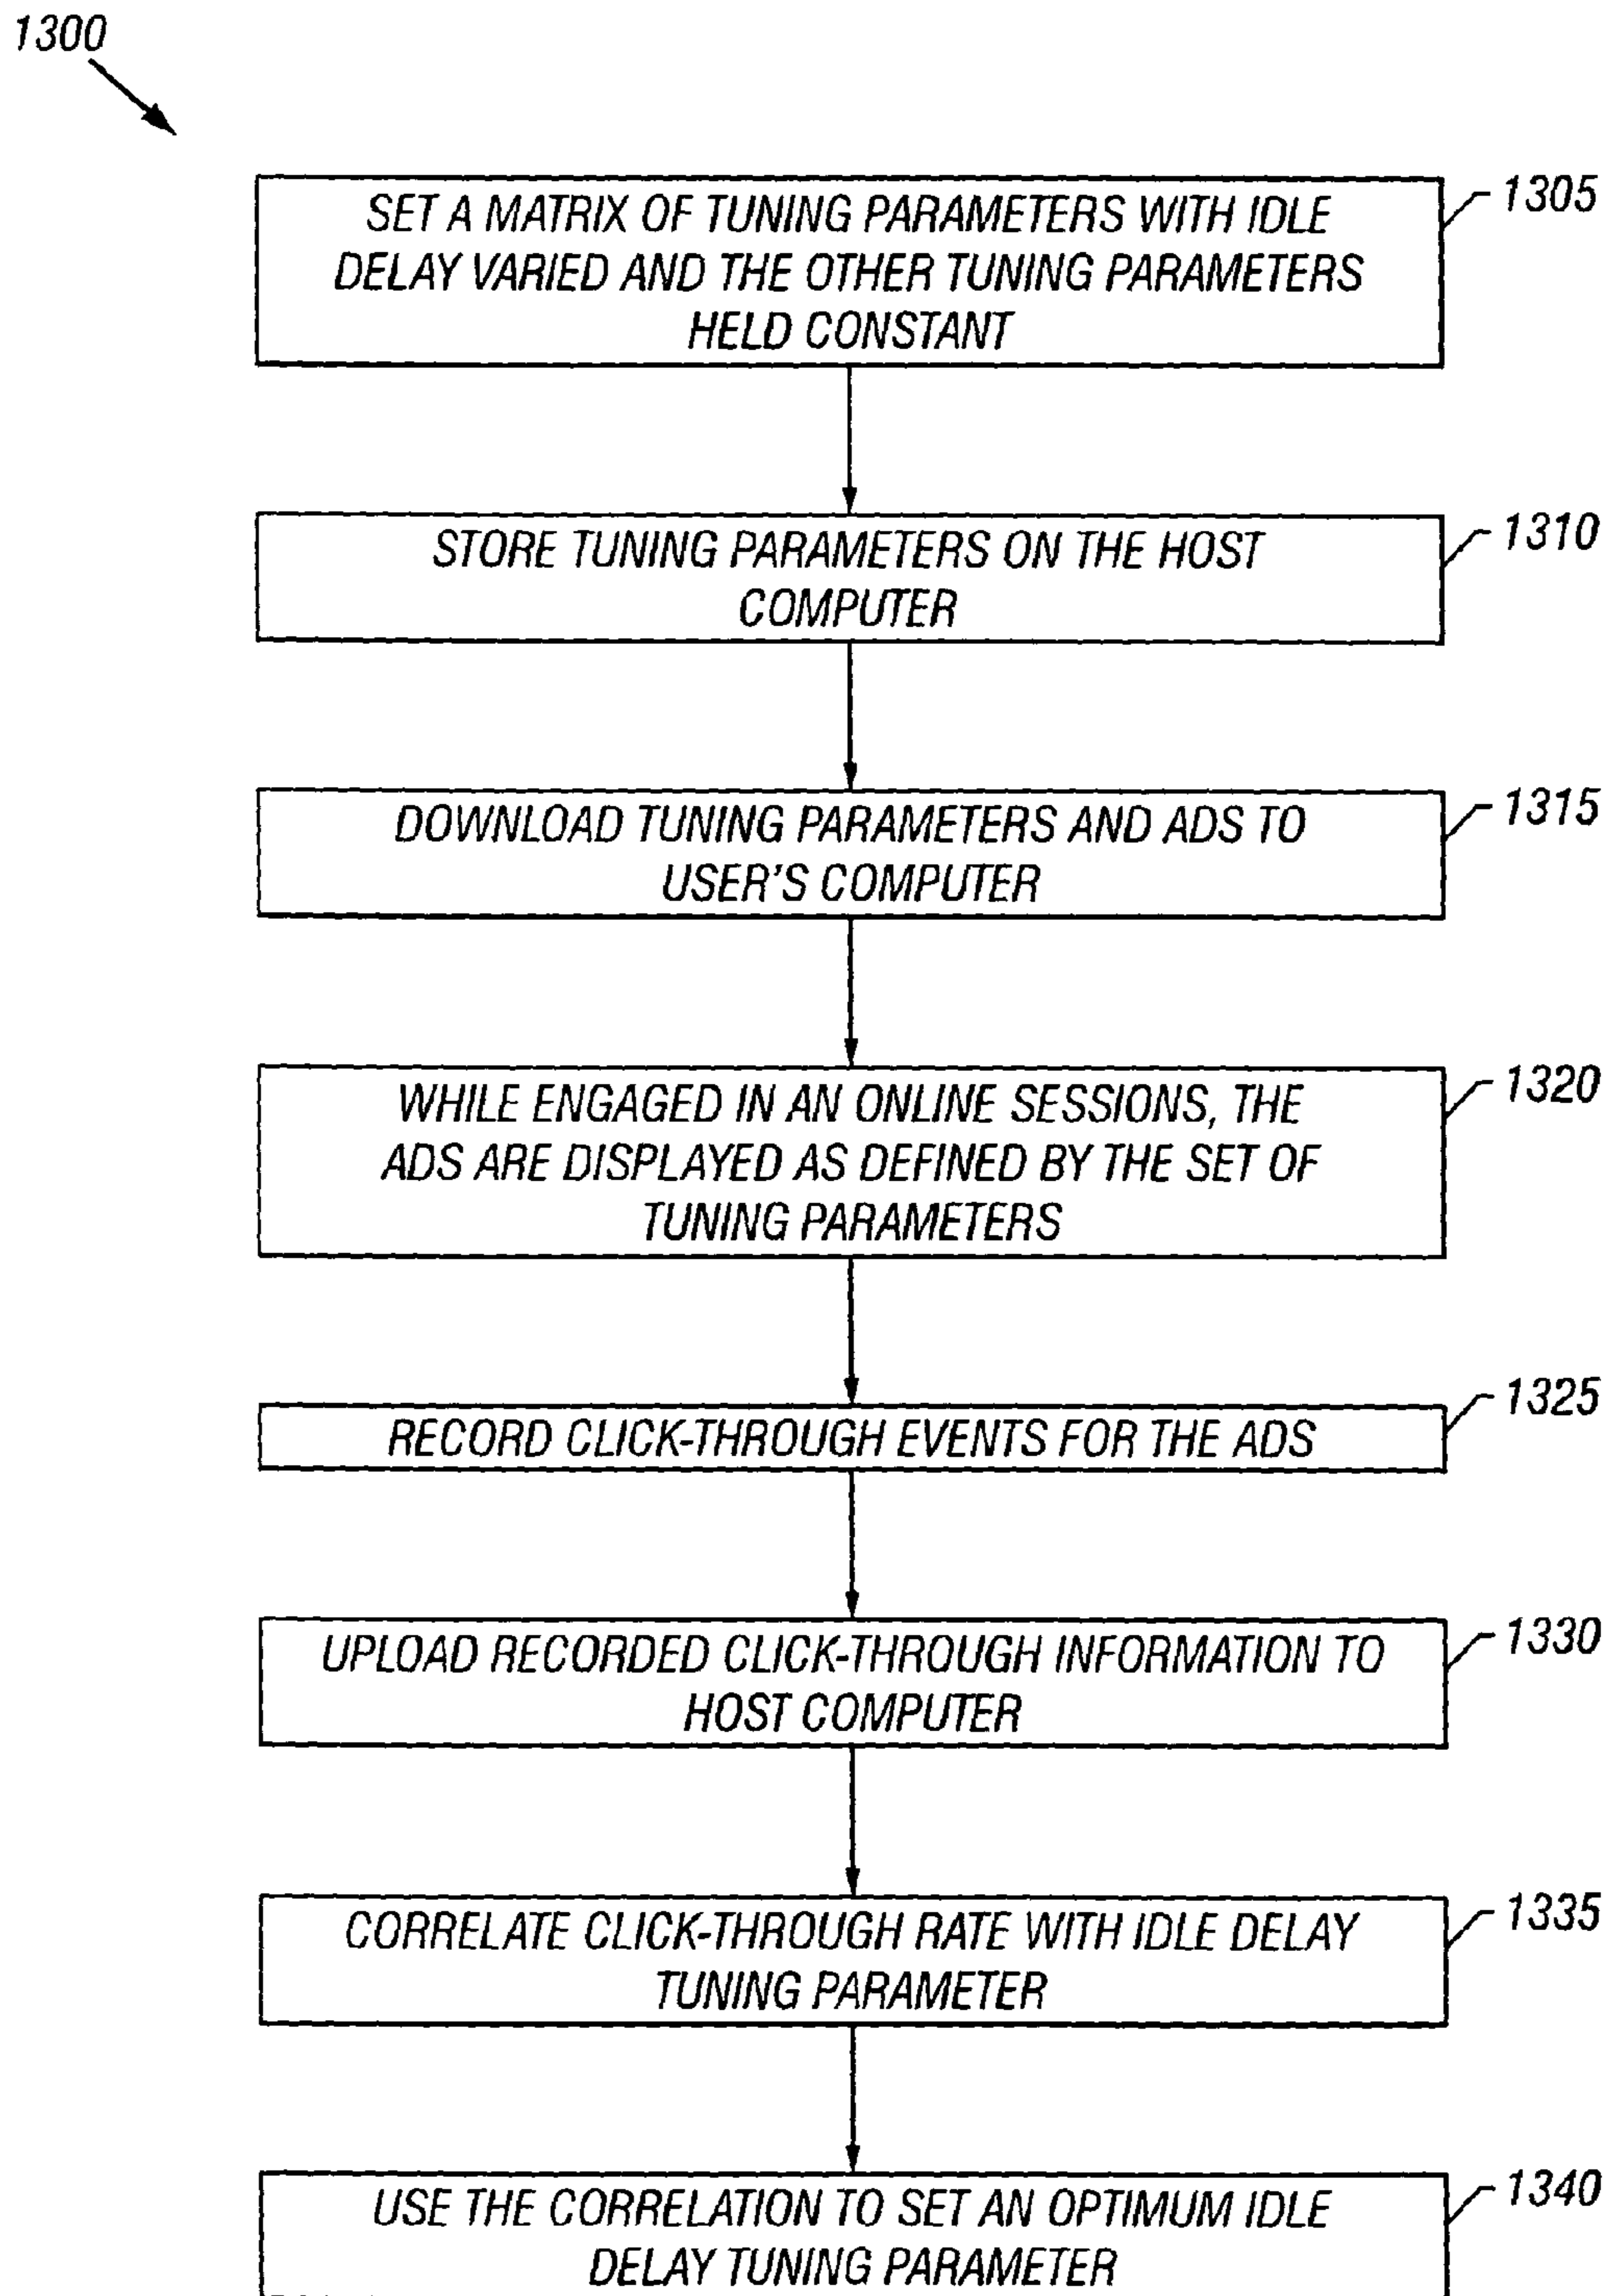 1300
SET A MATRIX OF TUNING PARAMETERS WITH IDLE
DELAY VARIED AND THE OTHER TUNING PARAMETERS
HELD CONSTANT
1305
STORE TUNING PARAMETERS ON THE HOST
COMPUTER
1310
DOWNLOAD TUNING PARAMETERS AND ADS TO
USER'S COMPUTER
1315
WHILE ENGAGED IN AN ONLINE SESSIONS, THE
ADS ARE DISPLAYED AS DEFINED BY THE SET OF
TUNING PARAMETERS
1320
RECORD CLICK-THROUGH EVENTS FOR THE ADS
1325
UPLOAD RECORDED CLICK-THROUGH INFORMATION TO
HOST COMPUTER
1330
CORRELATE CLICK-THROUGH RATE WITH IDLE DELAY
TUNING PARAMETER
1335
USE THE CORRELATION TO SET AN OPTIMUM IDLE
DELAY TUNING PARAMETER
1340